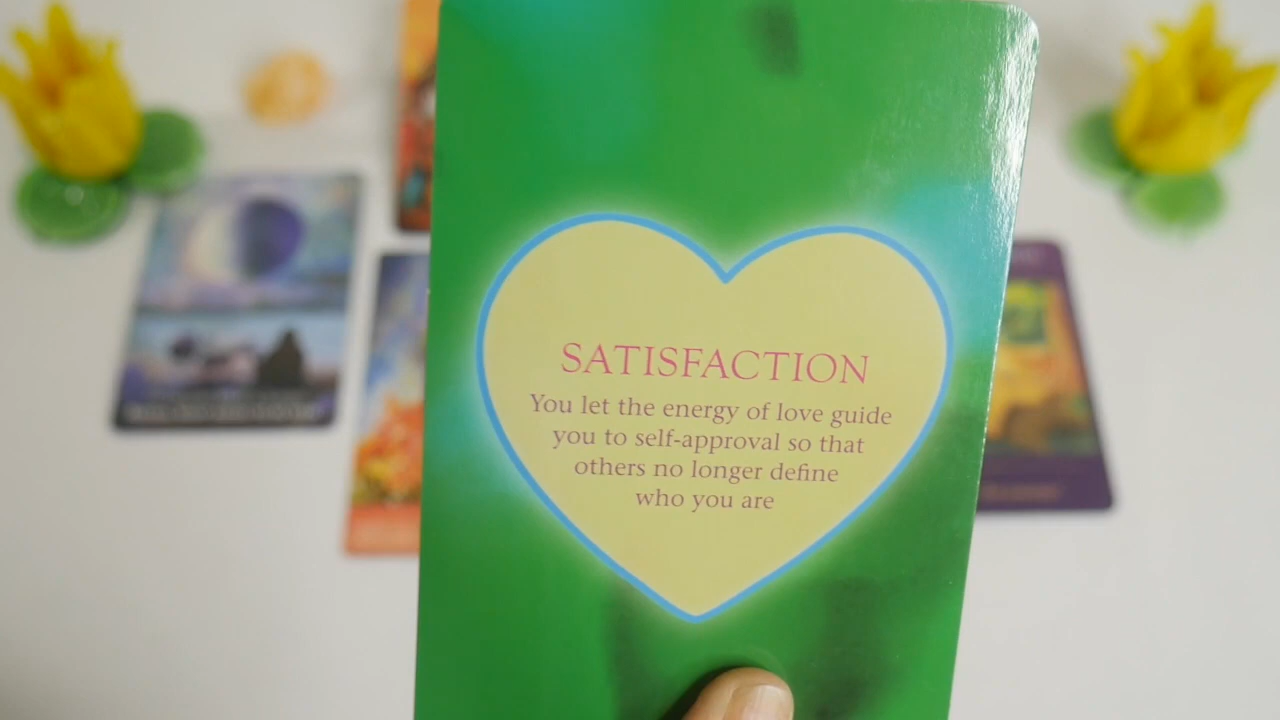 SATISFACTION
You let the energy of love guide
you to self-approval so that
others no longer define
who you are